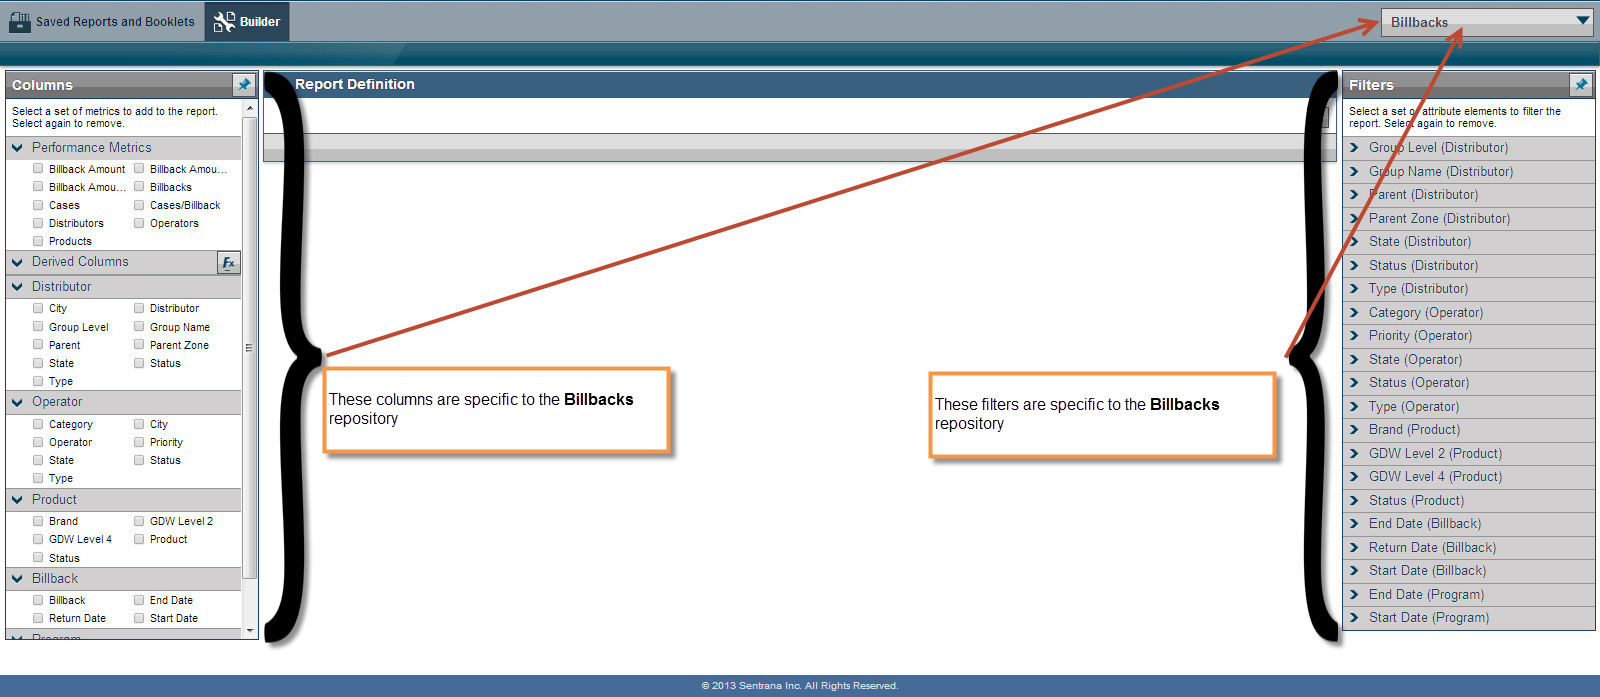 Saved Reports and Booklets
Builder
Billbacks
Columns
Select a set of metrics to add to the report.
Select again to remove.
Performance Metrics
Billback Amount
Billback Amou...
Billback Amou...
Billbacks
Cases
Cases/Billback
Distributors
Operators
Products
Derived Columns
Fx
Distributor
City
Distributor
Group Level
Group Name
Parent
Parent Zone
State
Status
Type
Operator
Category
City
Operator
Priority
State
Status
Type
Product
Brand
GDW Level 2
GDW Level 4
Product
Status
Billback
Billback
End Date
Return Date
Start Date
Program
Report Definition
These columns are specific to the Billbacks
repository
These filters are specific to the Billbacks
repository
Filters
Select a set of attribute elements to filter the
report. Select again to remove.
Group Level (Distributor)
Group Name (Distributor)
Parent (Distributor)
Parent Zone (Distributor)
State (Distributor)
Status (Distributor)
Type (Distributor)
Category (Operator)
Priority (Operator)
State (Operator)
Status (Operator)
Type (Operator)
Brand (Product)
GDW Level 2 (Product)
GDW Level 4 (Product)
Status (Product)
End Date (Billback)
Return Date (Billback)
Start Date (Billback)
End Date (Program)
Start Date (Program)
© 2013 Sentrana Inc. All Rights Reserved.